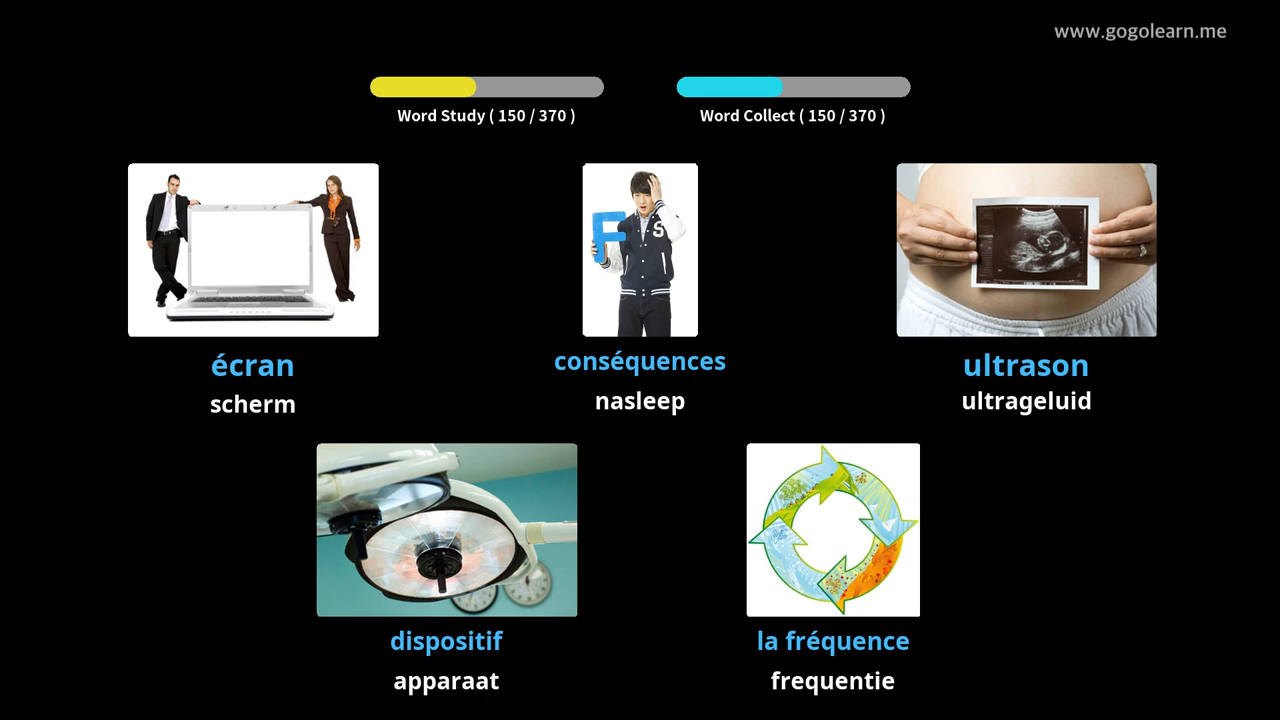 www.gogolearn.me
Word Study ( 150 / 370 )
Word Collect ( 150 / 370 )
F
S
écran
scherm
conséquences
nasleep
ultrason
ultrageluid
dispositif
apparaat
la fréquence
frequentie